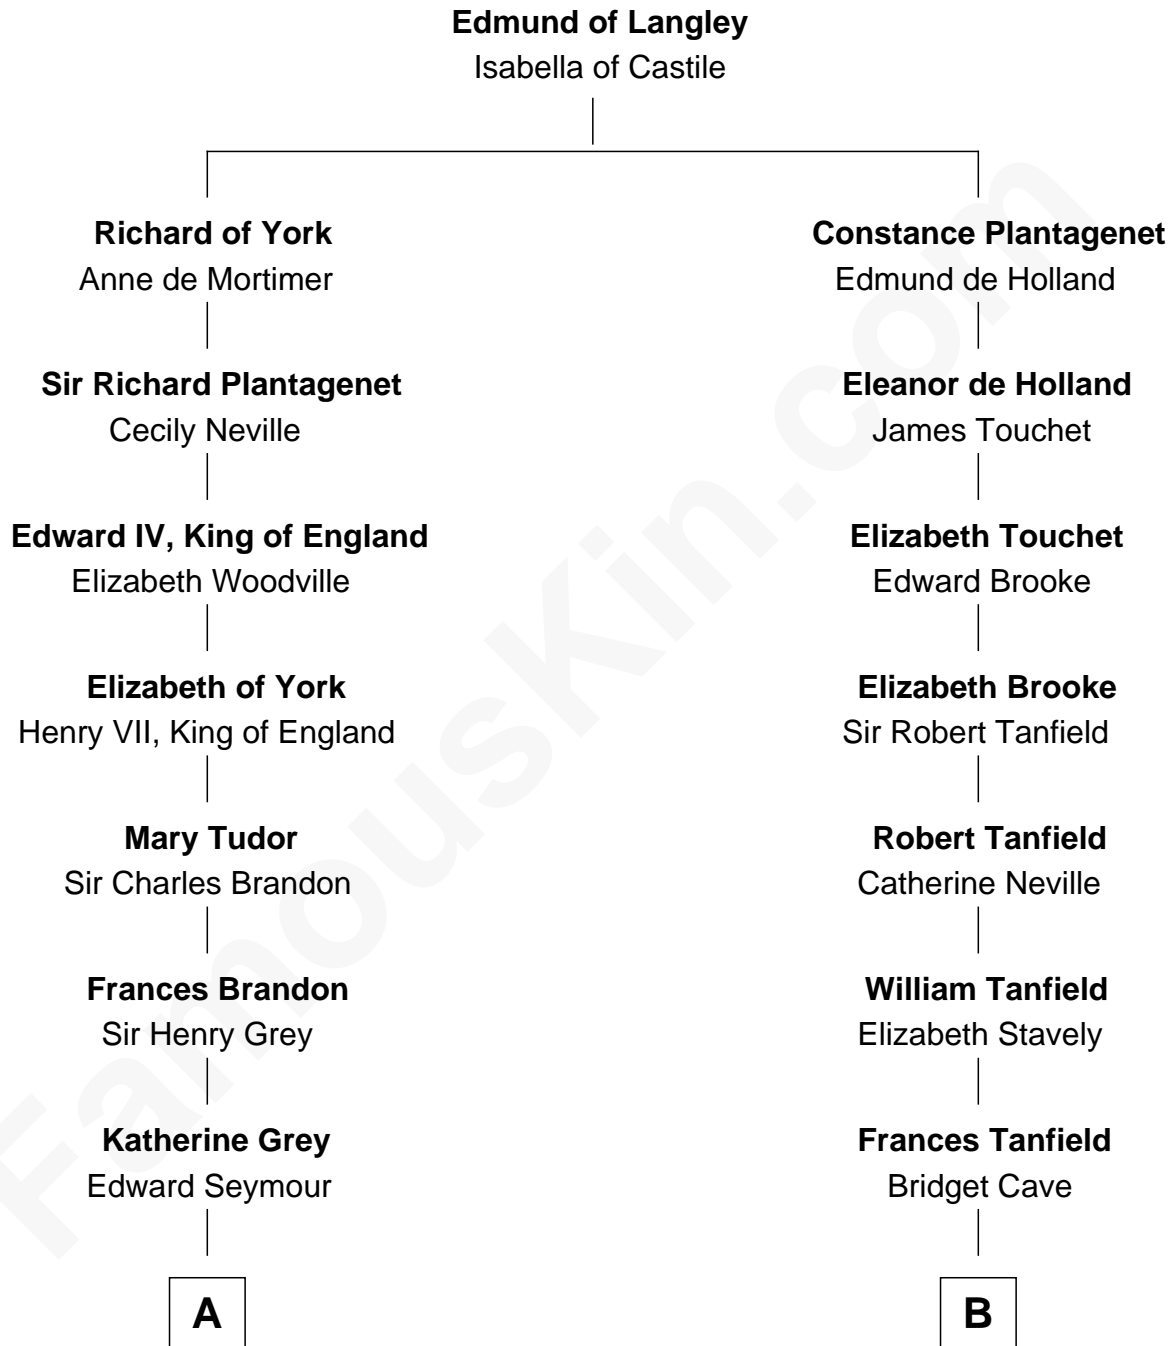 Edmund of Langley
Isabella of Castile
Richard of York
Anne de Mortimer
Constance Plantagenet
Edmund de Holland
Sir Richard Plantagenet
Cecily Neville
Eleanor de Holland
James Touchet
Edward IV, King of England
Elizabeth Woodville
Elizabeth Touchet
Edward Brooke
Elizabeth of York
Henry VII, King of England
Elizabeth Brooke
Sir Robert Tanfield
Mary Tudor
Sir Charles Brandon
Robert Tanfield
Catherine Neville
Frances Brandon
Sir Henry Grey
William Tanfield
Elizabeth Stavely
Katherine Grey
Edward Seymour
Frances Tanfield
Bridget Cave
A
B
FamousKin.com